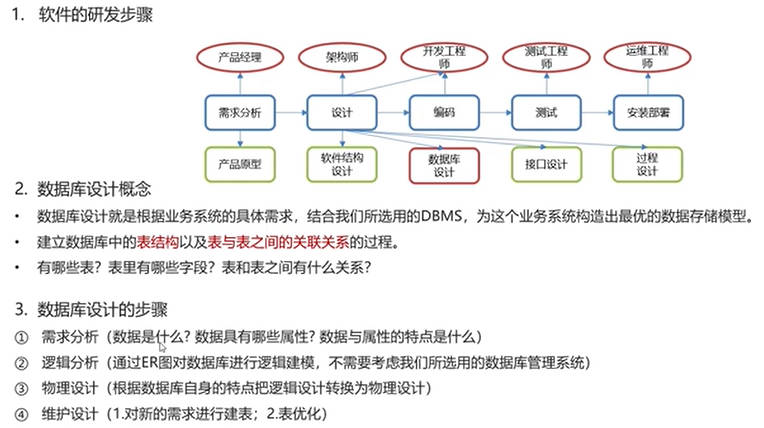 1. 软件的研发步骤
产品经理
架构师
开发工程
师
测试工程
师
运维工程
师
需求分析
设计
编码
测试
安装部署
产品原型
软件结构
设计
数据库
设计
接口设计
过程
设计
2. 数据库设计概念
• 数据库设计就是根据业务系统的具体需求，结合我们所选用的DBMS，为这个业务系统构造出最优的数据存储模型。
• 建立数据库中的表结构以及表与表之间的关联关系的过程。
• 有哪些表？表里有哪些字段？表和表之间有什么关系？
3. 数据库设计的步骤
① 需求分析（数据是什么? 数据具有哪些属性? 数据与属性的特点是什么）
② 逻辑分析（通过ER图对数据库进行逻辑建模，不需要考虑我们所选用的数据库管理系统）
③ 物理设计（根据数据库自身的特点把逻辑设计转换为物理设计）
④ 维护设计（1.对新的需求进行建表；2.表优化）